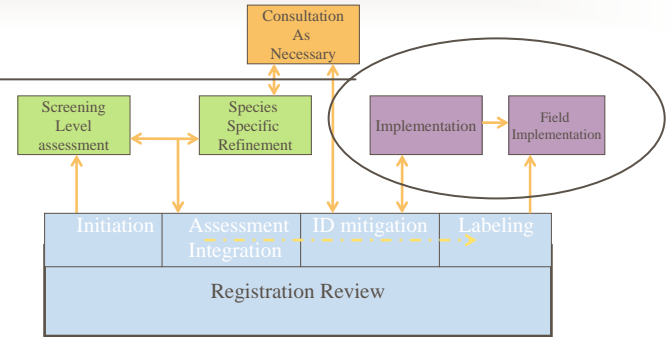 Consultation
As
Necessary
Screening
Level
assessment
Species
Specific
Refinement
Implementation
Field
Implementation
Initiation
Assessment
Integration
ID mitigation
Labeling
Registration Review